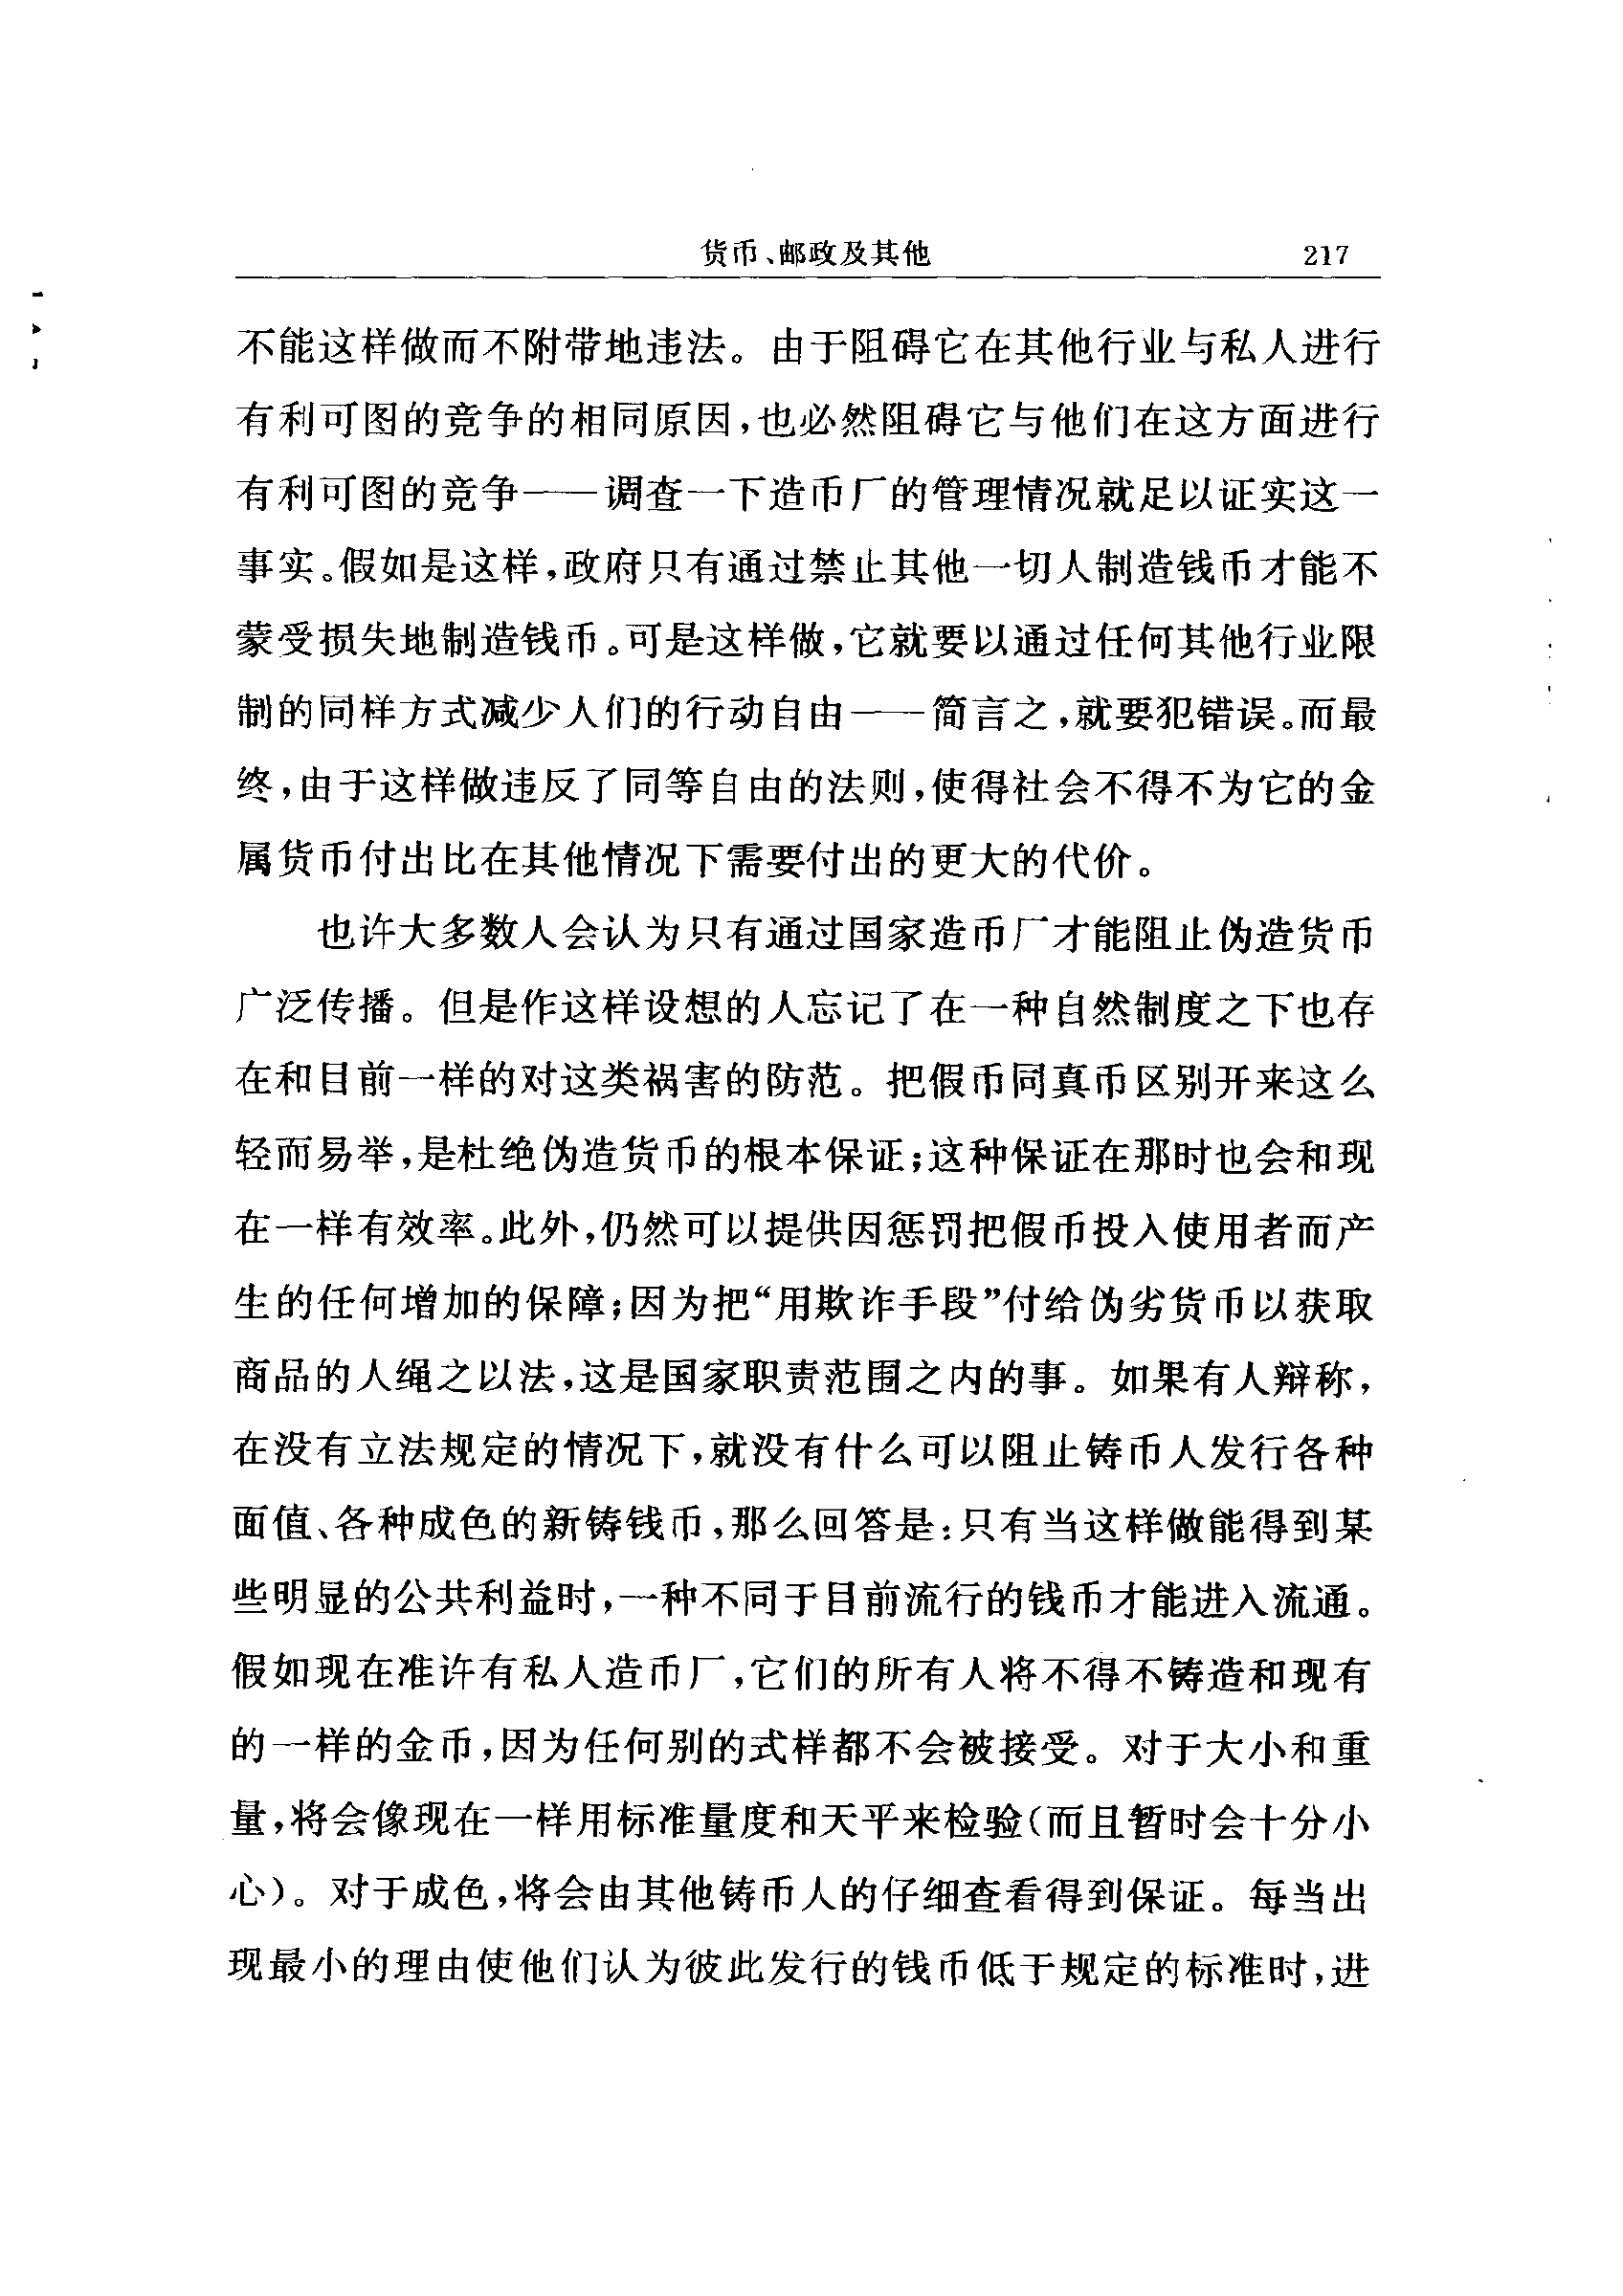 货币、邮政及其他 217
不能这样做而不附带地违法。由于阻碍它在其他行业与私人进行
有利可图的竞争的相同原因,也必然阻碍它与他们在这方面进行
有利可图的竞争——调查一下造币厂的管理情况就足以证实这一
事实。假如是这样,政府只有通过禁止其他一切人制造钱币才能不
蒙受损失地制造钱币。可是这样做,它就要以通过任何其他行业限
制的同样方式减少人们的行动自由——简言之,就要犯错误。而最
终,由于这样做违反了同等自由的法则,使得社会不得不为它的金
属货币付出比在其他情况下需要付出的更大的代价。
也许大多数人会认为只有通过国家造币厂才能阻止伪造货币
广泛传播。但是作这样设想的人忘记了在一种自然制度之下也存
在和目前一样的对这类祸害的防范。把假币同真币区别开来这么
轻而易举,是杜绝伪造货币的根本保证;这种保证在那时也会和现
在一样有效率。此外,仍然可以提供因惩罚把假币投入使用者而产
生的任何增加的保障;因为把“用欺诈手段”付给伪劣货币以获取
商品的人绳之以法,这是国家职责范围之内的事。如果有人辩称,
在没有立法规定的情况下,就没有什么可以阻止铸币人发行各种
面值、各种成色的新铸钱币,那么回答是:只有当这样做能得到某
些明显的公共利益时,一种不同于目前流行的钱币才能进入流通。
假如现在准许有私人造币厂,它们的所有人将不得不铸造和现有
的一样的金币,因为任何别的式样都不会被接受。对于大小和重
量,将会像现在一样用标准量度和天平来检验(而且暂时会十分小
心)。对于成色,将会由其他铸币人的仔细查看得到保证。每当出
现最小的理由使他们认为彼此发行的钱币低于规定的标准时,进